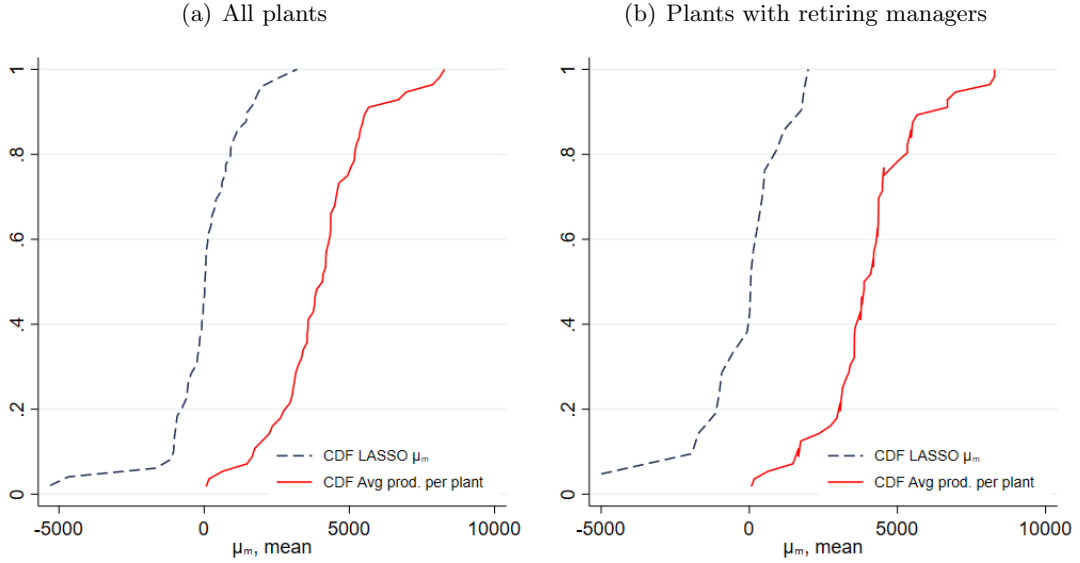 (a) All plants
1
.8
.6
.4
.2
0
CDF LASSO μₘ
CDF Avg prod. per plant
-5000 0 5000 10000
μₘ, mean
(b) Plants with retiring managers
1
.8
.6
.4
.2
0
CDF LASSO μₘ
CDF Avg prod. per plant
-5000 0 5000 10000
μₘ, mean